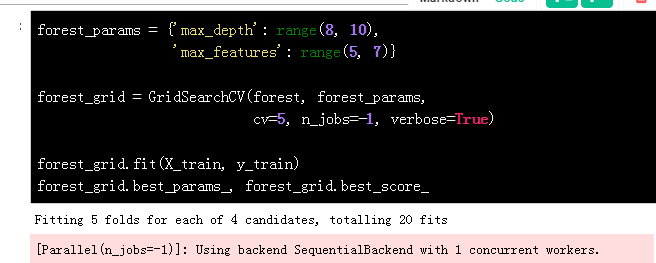 Markdown Code
:
forest_params = {'max_depth': range(8, 10),
'max_features': range(5, 7)}
forest_grid = GridSearchCV(forest, forest_params,
cv=5, n_jobs=-1, verbose=True)
forest_grid.fit(X_train, y_train)
forest_grid.best_params_, forest_grid.best_score_
Fitting 5 folds for each of 4 candidates, totalling 20 fits
[Parallel(n_jobs=-1)]: Using backend SequentialBackend with 1 concurrent workers.